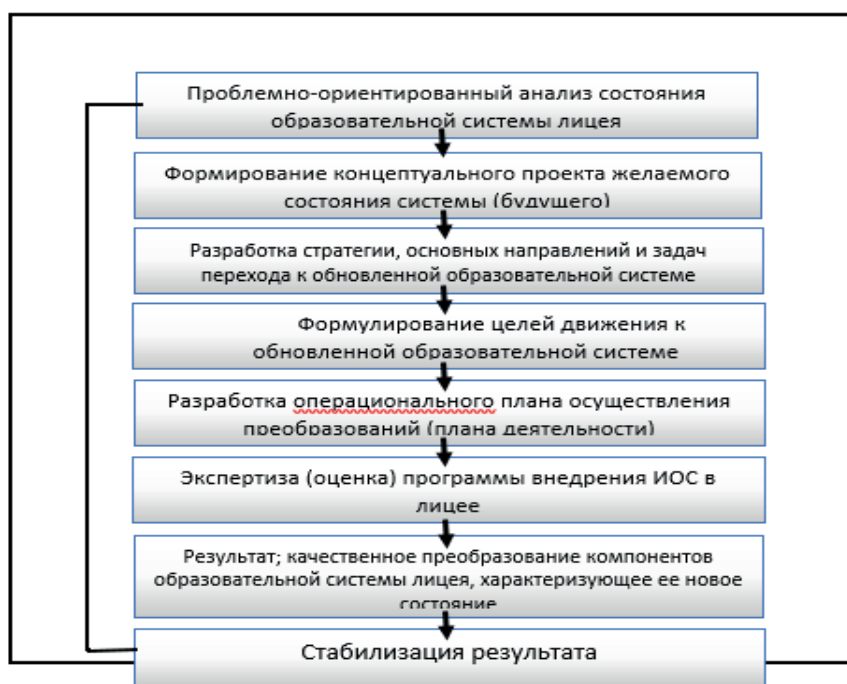 Проблемно-ориентированный анализ состояния
образовательной системы лицея
Формирование концептуального проекта желаемого
состояния системы (будущего)
Разработка стратегии, основных направлений и задач
перехода к обновленной образовательной системе
Формулирование целей движения к
обновленной образовательной системе
Разработка операционального плана осуществления
преобразований (плана деятельности)
Экспертиза (оценка) программы внедрения ИОС в
лицее
Результат; качественное преобразование компонентов
образовательной системы лицея, характеризующее ее новое
состояние
Стабилизация результата